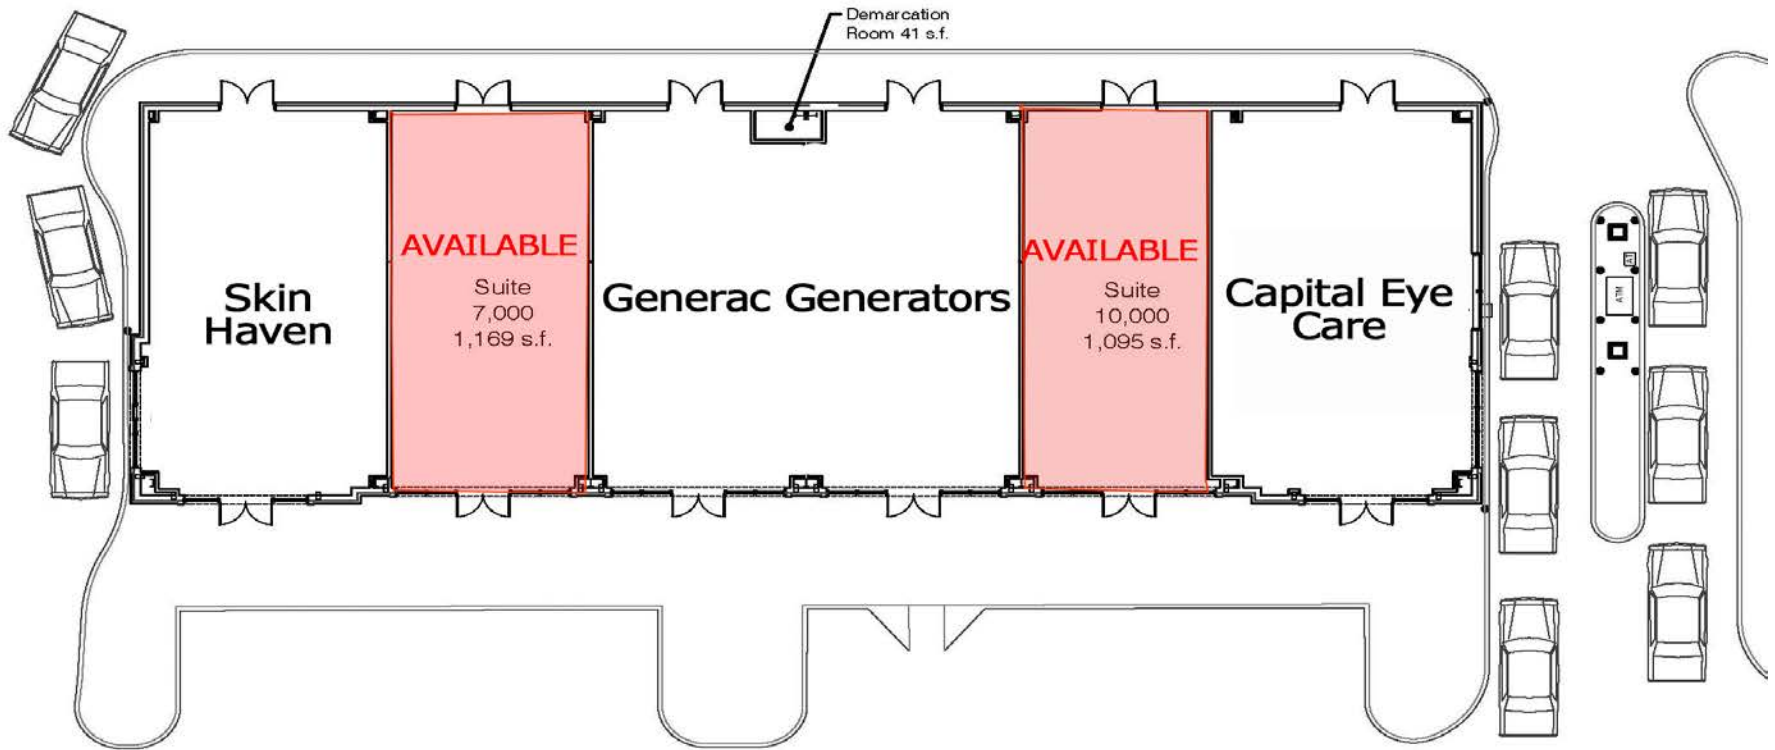 Demarcation
Room 41 s.f.
Skin
Haven
AVAILABLE
Suite
7,000
1,169 s.f.
Generac Generators
AVAILABLE
Suite
10,000
1,095 s.f.
Capital Eye
Care
ATM